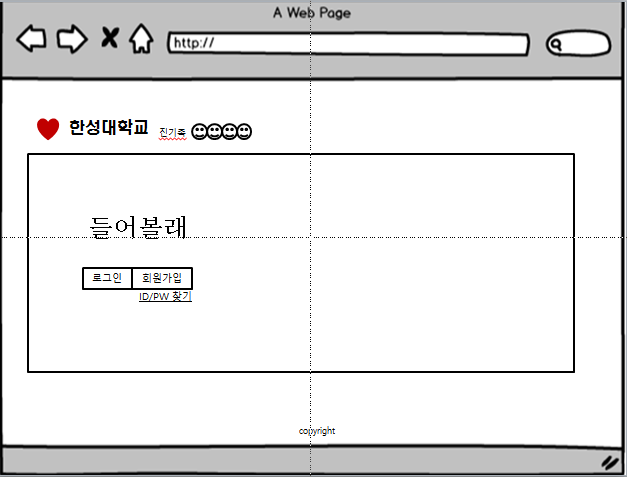 A Web Page
http://
한성대학교 진기족
들어볼래
로그인 회원가입
ID/PW 찾기
copyright